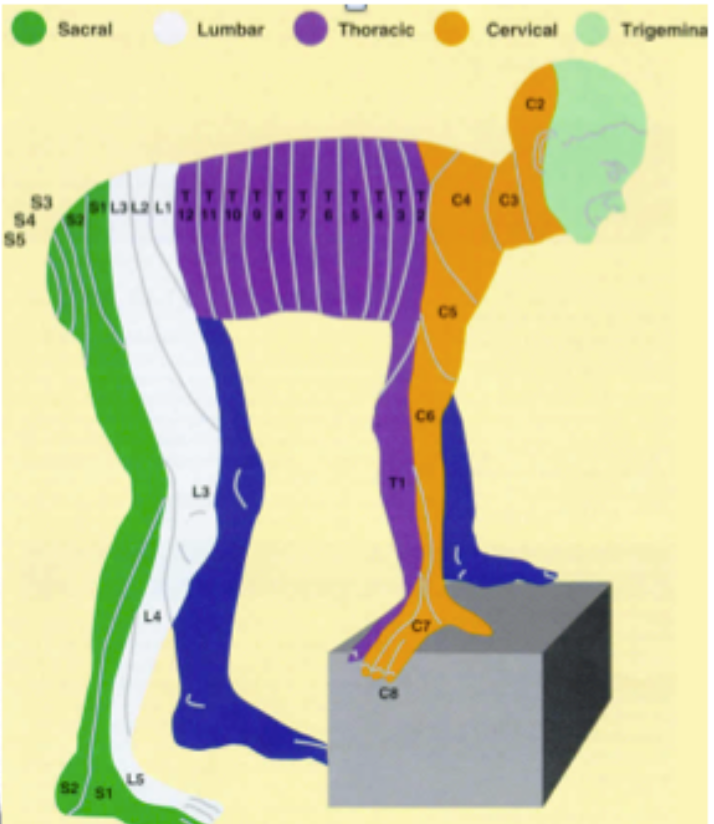 Sacral Lumbar Thoracic Cervical Trigemina
C2
S3
S4
S5
S2 S1 L3 L2 L1
T 12
T 11
T 10
T 9
T 8
T 7
T 6
T 5
T 4
T 3
T 2
C4
C3
C5
C6
T1
L3
L4
C7
C8
L5
S2
S1